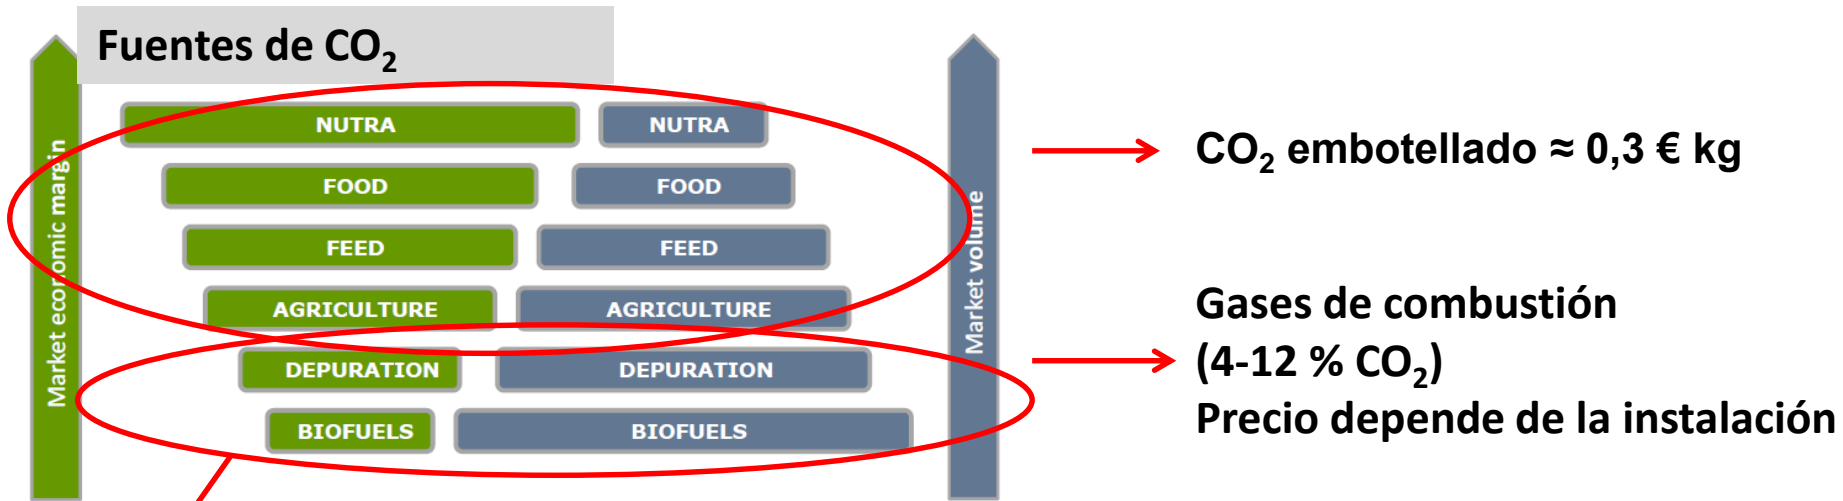 Fuentes de CO₂
Market economic margin
NUTRA
NUTRA
FOOD
FOOD
FEED
FEED
AGRICULTURE
AGRICULTURE
DEPURATION
DEPURATION
BIOFUELS
BIOFUELS
Market volume
CO₂ embotellado ≈ 0,3 € kg
Gases de combustión
(4-12 % CO₂)
Precio depende de la instalación